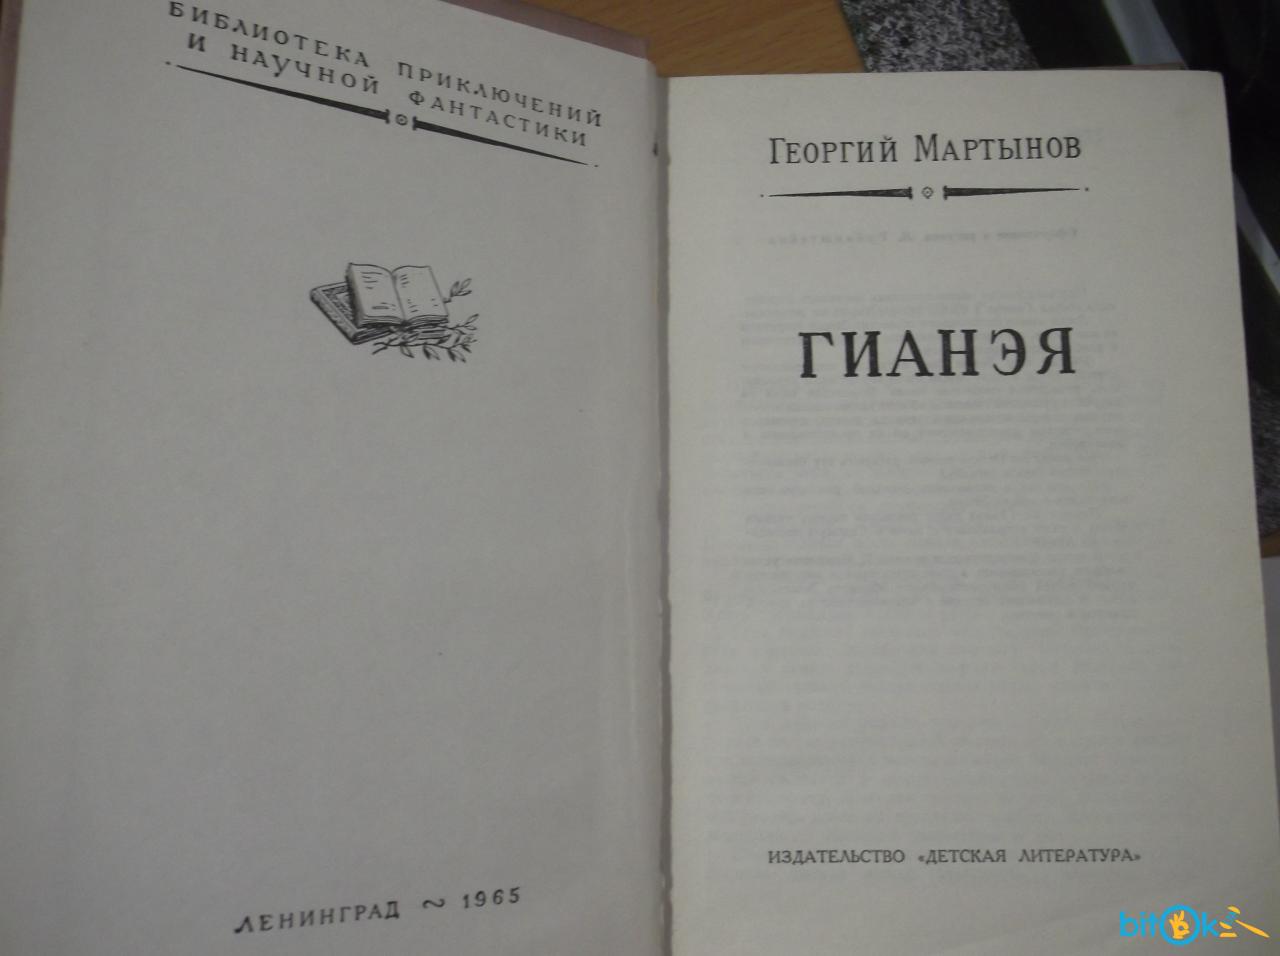 БИБЛИОТЕКА ПРИКЛЮЧЕНИЙ
И НАУЧНОЙ ФАНТАСТИКИ
ЛЕНИНГРАД ~ 1965
ГЕОРГИЙ МАРТЫНОВ
ГИАНЭЯ
ИЗДАТЕЛЬСТВО «ДЕТСКАЯ ЛИТЕРАТУРА»
bitOk